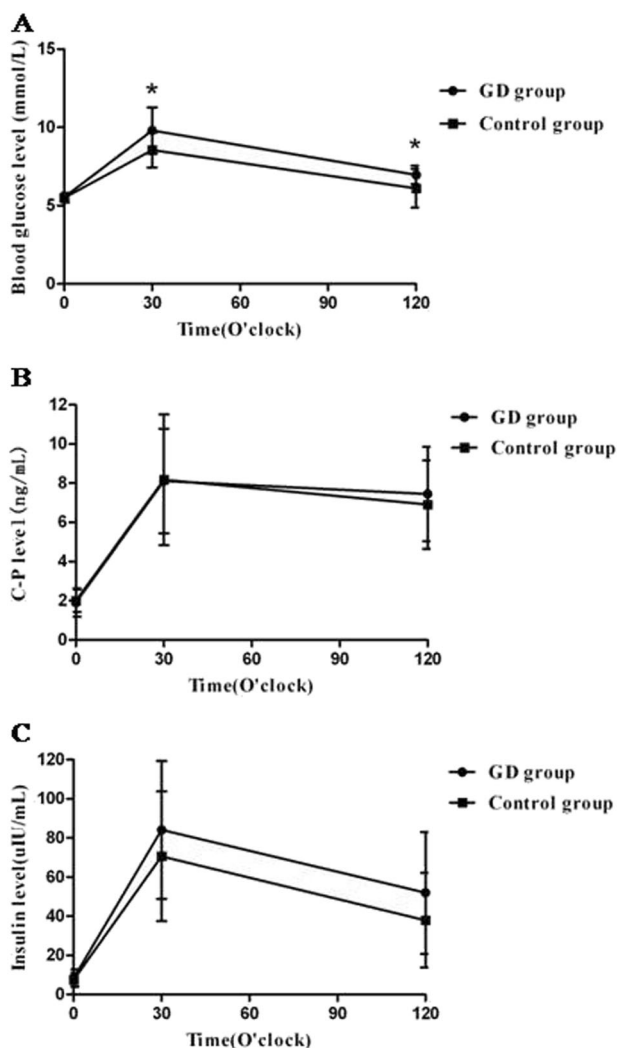 A
Blood glucose level (mmol/L)
15
10
5
0
*
*
0 30 60 90 120
Time(O'clock)
GD group
Control group
B
C-P level (ng/mL)
12
10
8
6
4
2
0
0 30 60 90 120
Time(O'clock)
GD group
Control group
C
Insulin level(uIU/mL)
120
100
80
60
40
20
0
0 30 60 90 120
Time(O'clock)
GD group
Control group